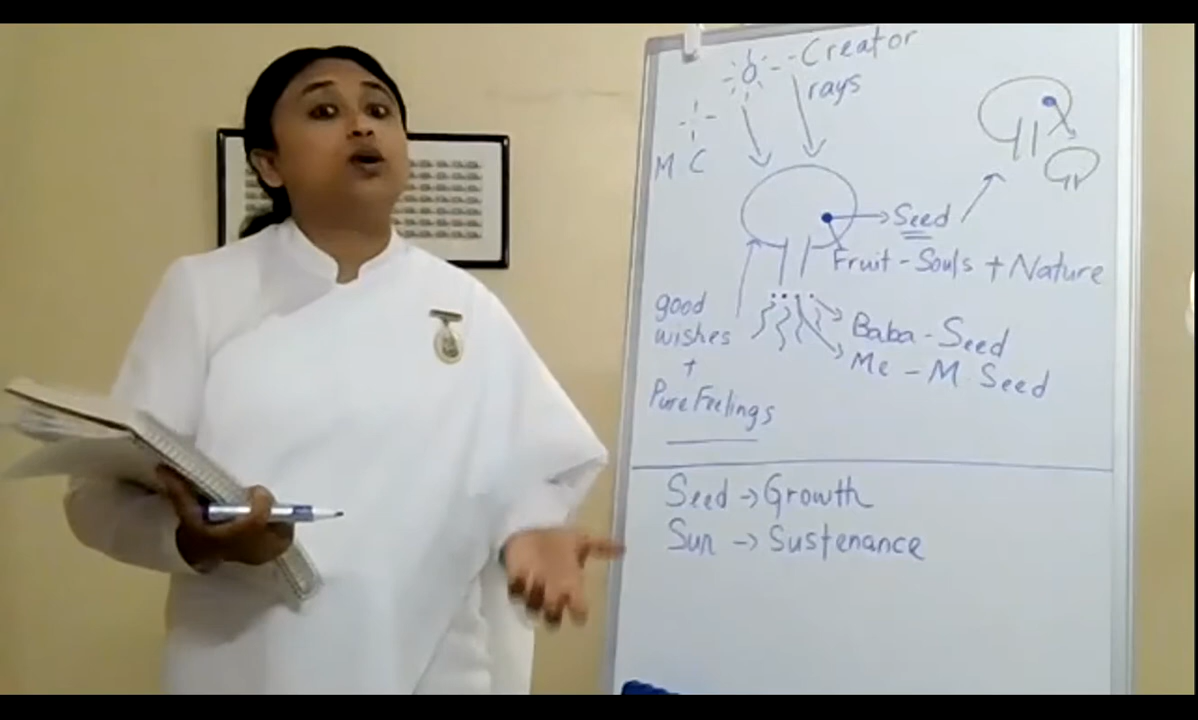 Creator
rays
M C
Seed
Fruit - Souls + Nature
good
wishes
+
Pure Feelings
Baba - Seed
Me - M. Seed
Seed → Growth
Sun → Sustenance